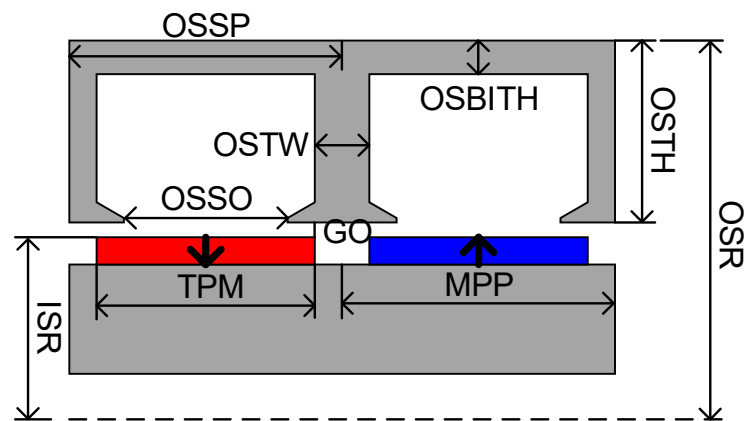 OSSP
OSBITH
OSTH
OSTW
OSSO
GO
OSR
TPM
MPP
ISR